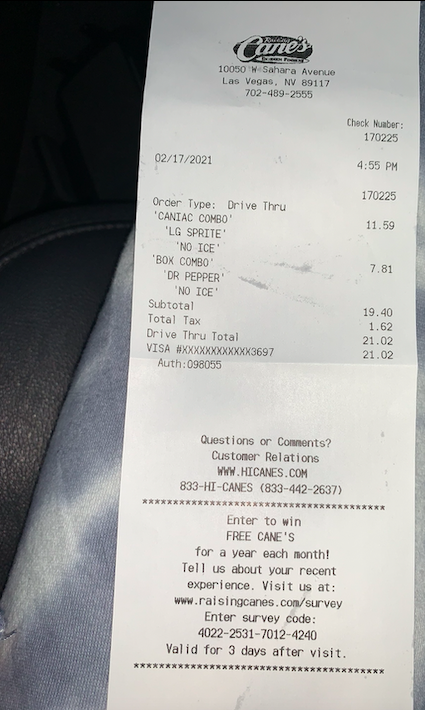 Raising
Cane's
CHICKEN FINGERS
10050 W Sahara Avenue
Las Vegas, NV 89117
702-489-2555
Check Number:
170225
02/17/2021 4:55 PM
170225
Order Type: Drive Thru
'CANIAC COMBO' 11.59
'LG SPRITE'
'NO ICE'
'BOX COMBO' 7.81
'DR PEPPER'
'NO ICE'
Subtotal 19.40
Total Tax 1.62
Drive Thru Total 21.02
VISA #XXXXXXXXXXXX3697 21.02
Auth:098055
Questions or Comments?
Customer Relations
WWW.HICANES.COM
833-HI-CANES (833-442-2637)
****************************************
Enter to win
FREE CANE'S
for a year each month!
Tell us about your recent
experience. Visit us at:
www.raisingcanes.com/survey
Enter survey code:
4022-2531-7012-4240
Valid for 3 days after visit.
****************************************